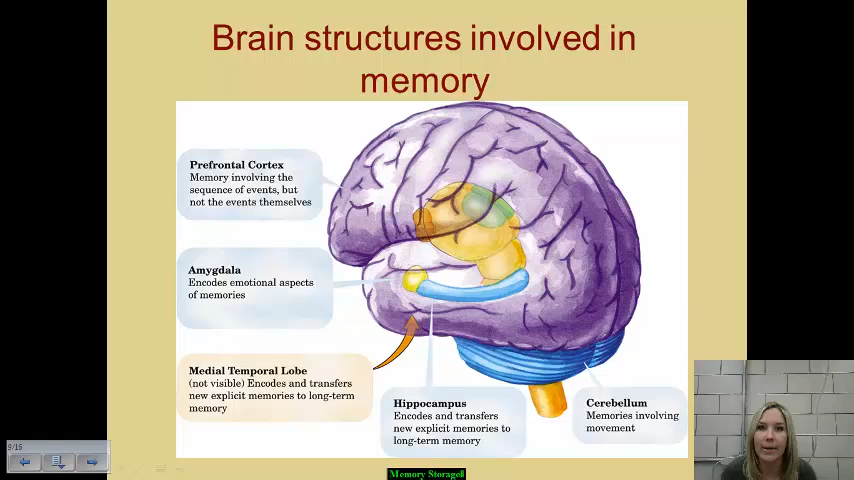 Brain structures involved in
memory
Prefrontal Cortex
Memory involving the
sequence of events, but
not the events themselves
Amygdala
Encodes emotional aspects
of memories
Medial Temporal Lobe
(not visible) Encodes and transfers
new explicit memories to long-term
memory
Hippocampus
Encodes and transfers
new explicit memories to
long-term memory
Cerebellum
Memories involving
movement
9/16
Memory Storage